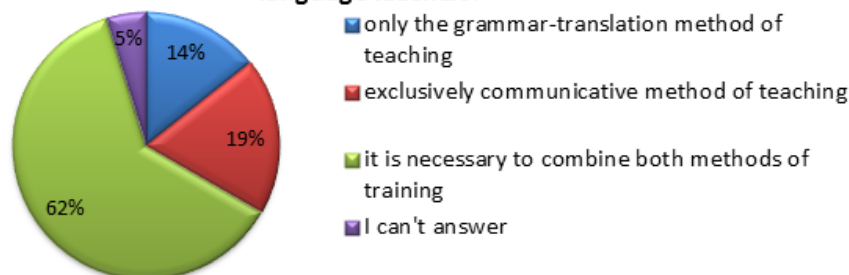 only the grammar-translation method of
teaching
exclusively communicative method of teaching
it is necessary to combine both methods of
training
I can't answer
5%
14%
19%
62%